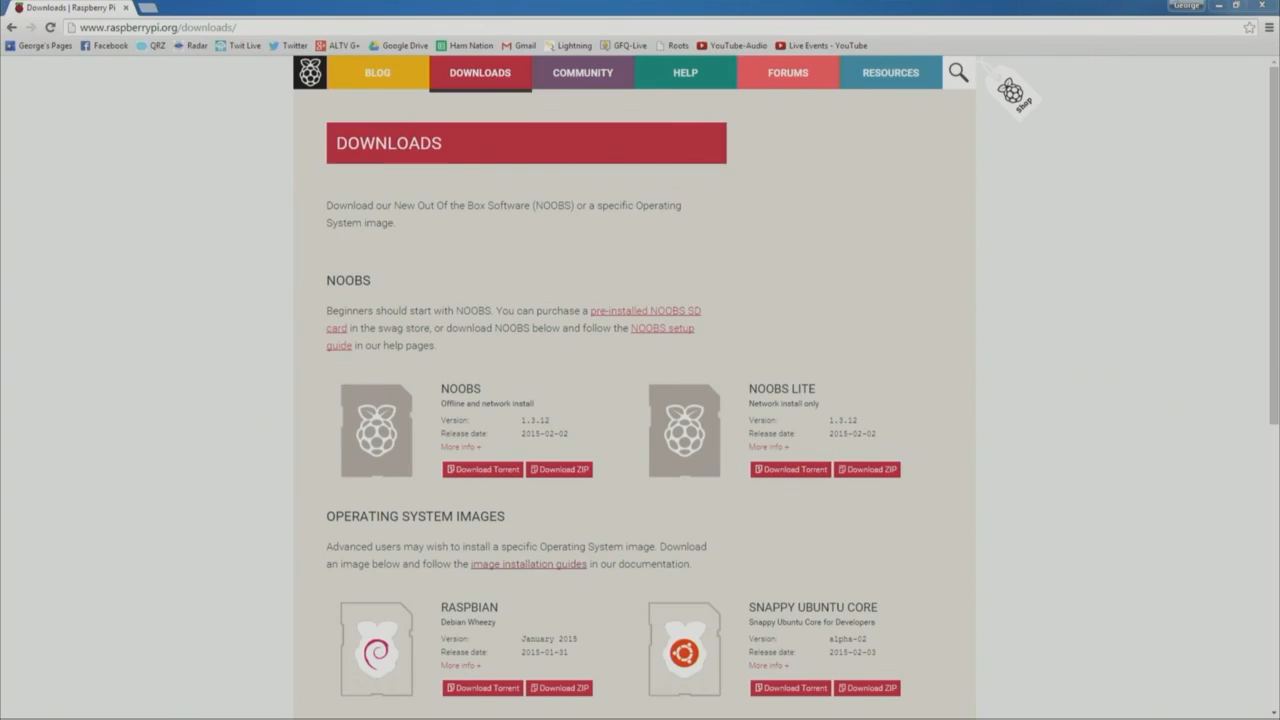 Downloads | Raspberry Pi
George
www.raspberrypi.org/downloads/
George's Pages Facebook QRZ Radar Twit Live Twitter ALTV G+ Google Drive Ham Nation Gmail Lightning GFQ-Live Roots YouTube-Audio Live Events - YouTube
BLOG DOWNLOADS COMMUNITY HELP FORUMS RESOURCES
Shop
DOWNLOADS
Download our New Out Of the Box Software (NOOBS) or a specific Operating
System image.
NOOBS
Beginners should start with NOOBS. You can purchase a pre-installed NOOBS SD
card in the swag store, or download NOOBS below and follow the NOOBS setup
guide in our help pages.
NOOBS
Offline and network install
Version: 1.3.12
Release date: 2015-02-02
More info +
Download Torrent Download ZIP
NOOBS LITE
Network install only
Version: 1.3.12
Release date: 2015-02-02
More info +
Download Torrent Download ZIP
OPERATING SYSTEM IMAGES
Advanced users may wish to install a specific Operating System image. Download
an image below and follow the image installation guides in our documentation.
RASPBIAN
Debian Wheezy
Version: January 2015
Release date: 2015-01-31
More info +
Download Torrent Download ZIP
SNAPPY UBUNTU CORE
Snappy Ubuntu Core for Developers
Version: alpha-02
Release date: 2015-02-03
More info +
Download Torrent Download ZIP